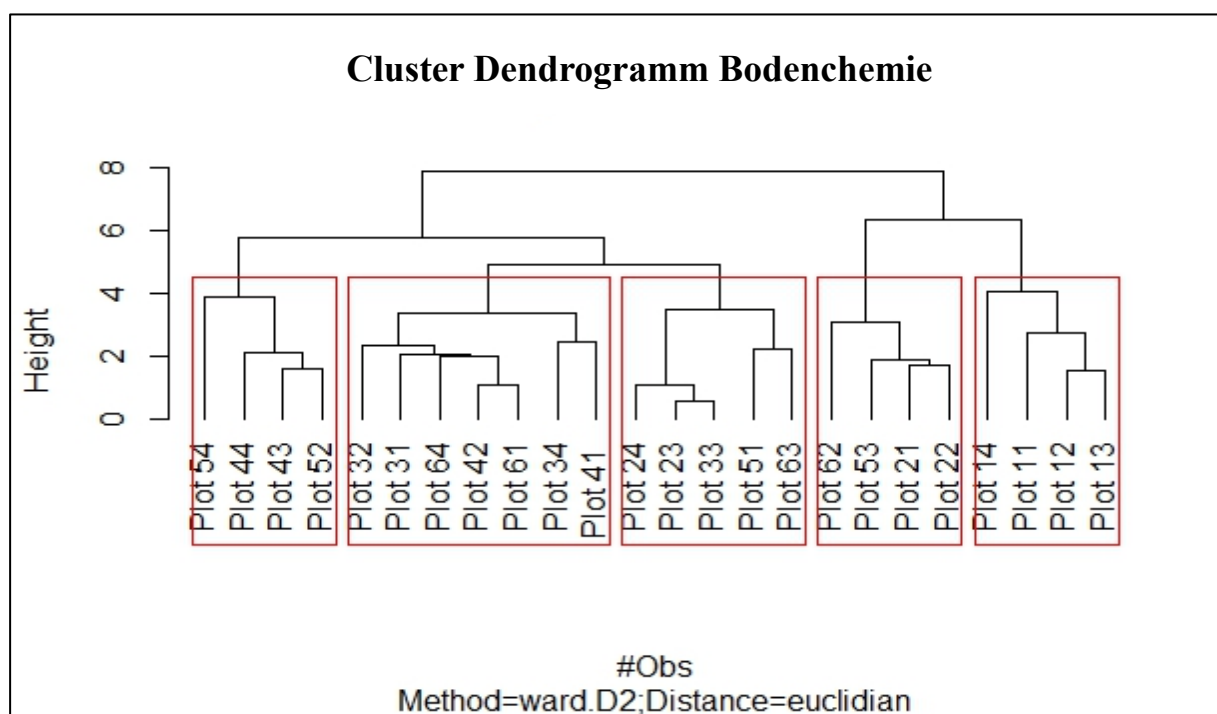 Cluster Dendrogramm Bodenchemie
Height
8
6
4
2
0
Plot 54
Plot 44
Plot 43
Plot 52
Plot 32
Plot 31
Plot 64
Plot 42
Plot 61
Plot 34
Plot 41
Plot 24
Plot 23
Plot 33
Plot 51
Plot 63
Plot 62
Plot 53
Plot 21
Plot 22
Plot 14
Plot 11
Plot 12
Plot 13
#Obs
Method=ward.D2;Distance=euclidian